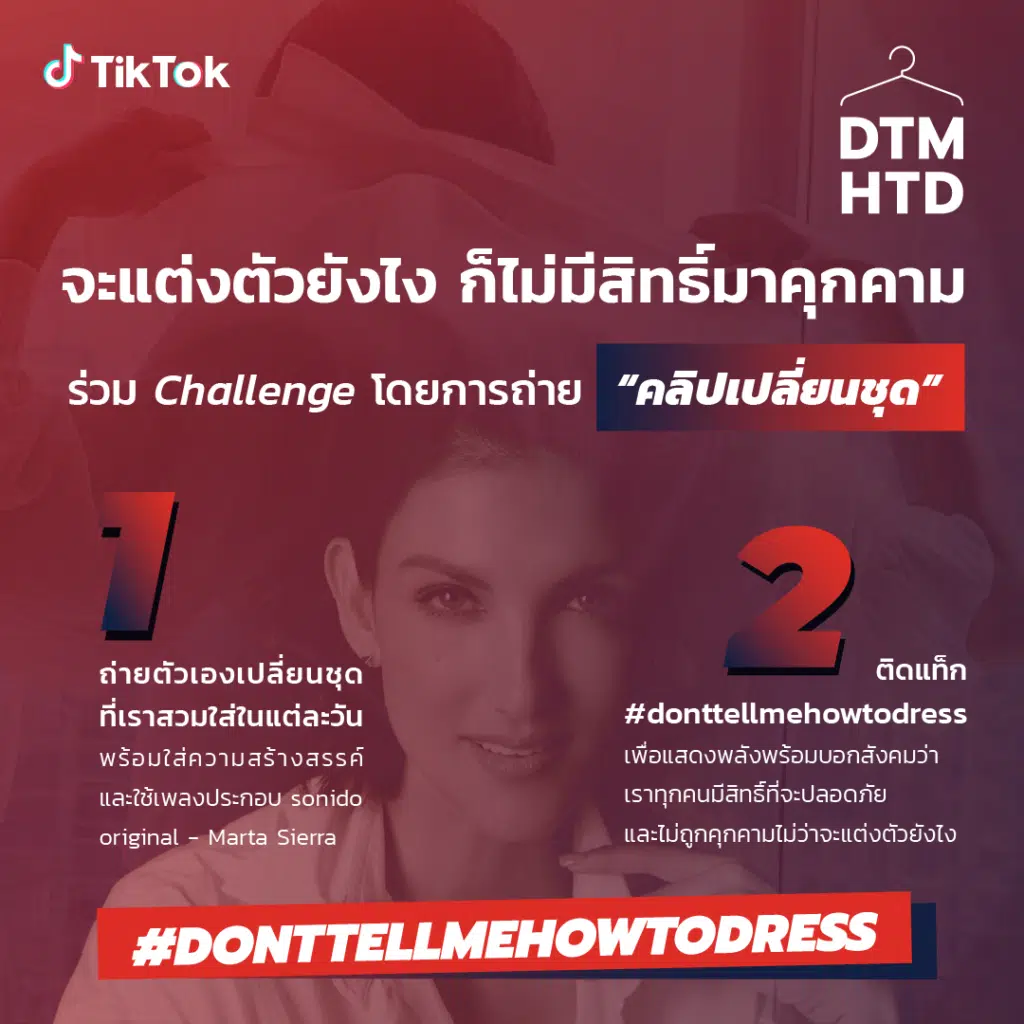 TikTok
DTM
HTD
จะแต่งตัวยังไง ก็ไม่มีสิทธิ์มาคุกคาม
ร่วม Challenge โดยการถ่าย “คลิปเปลี่ยนชุด”
1
ถ่ายตัวเองเปลี่ยนชุด
ที่เราสวมใส่ในแต่ละวัน
พร้อมใส่ความสร้างสรรค์
และใช้เพลงประกอบ sonido
original - Marta Sierra
2
ติดแท็ก
#donttellmehowtodress
เพื่อแสดงพลังพร้อมบอกสังคมว่า
เราทุกคนมีสิทธิ์ที่จะปลอดภัย
และไม่ถูกคุกคามไม่ว่าจะแต่งตัวยังไง
#DONTTELLMEHOWTODRESS